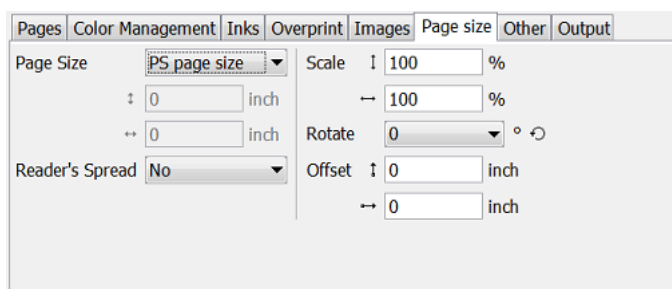 Pages Color Management Inks Overprint Images Page size Other Output
Page Size PS page size Scale 100 %
0 inch 100 %
0 inch Rotate 0 °
Reader's Spread No Offset 0 inch
0 inch